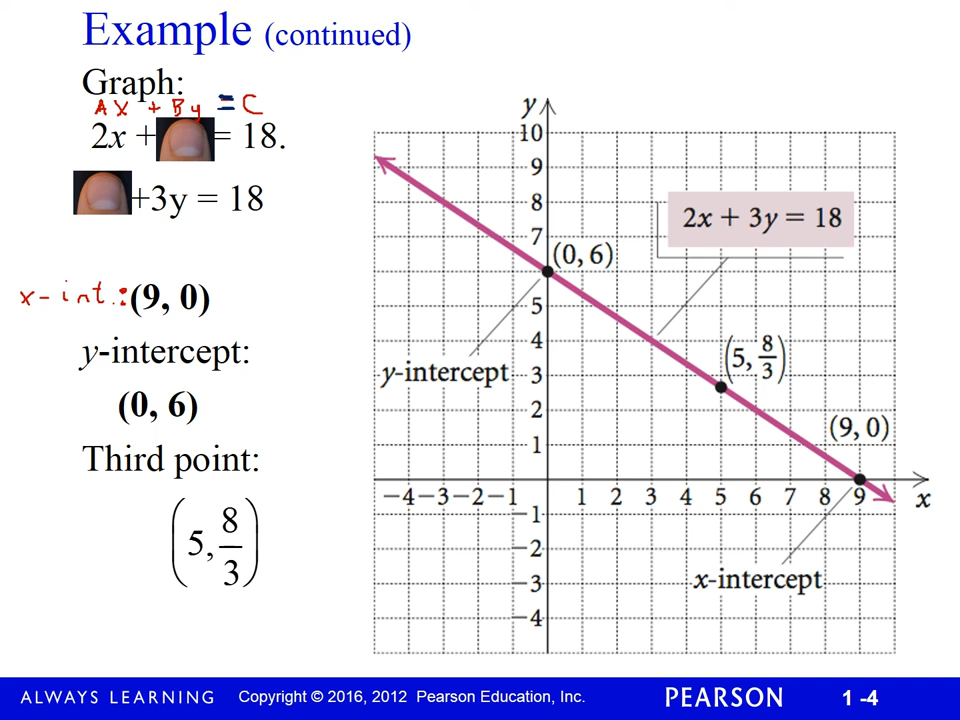 Example (continued)
Graph:
Ax + By = C
2x + = 18.
+3y = 18
x-int.: (9, 0)
y-intercept:
(0, 6)
Third point:
(5, 8/3)
y
10
9
8
7
5
4
3
2
1
−4 −3 −2 −1 1 2 3 4 5 6 7 8 9 x
−1
−2
−3
−4
2x + 3y = 18
(0, 6)
y-intercept
(5, 8/3)
(9, 0)
x-intercept
ALWAYS LEARNING Copyright © 2016, 2012 Pearson Education, Inc. PEARSON 1 -4